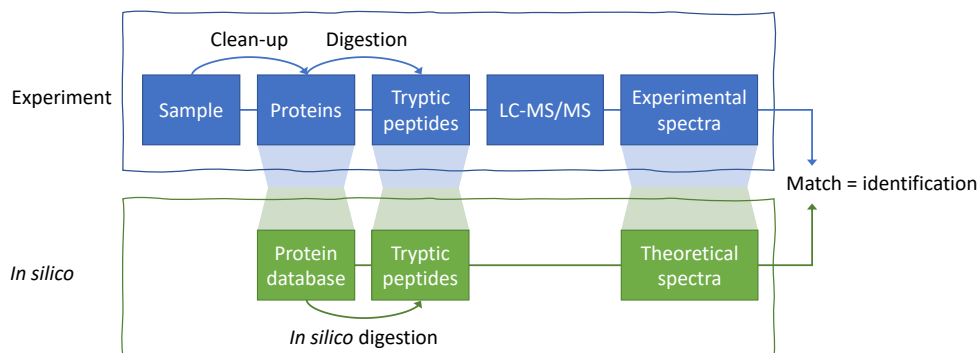 Clean-up
Digestion
Experiment
Sample
Proteins
Tryptic
peptides
LC-MS/MS
Experimental
spectra
Match = identification
In silico
Protein
database
Tryptic
peptides
Theoretical
spectra
In silico digestion